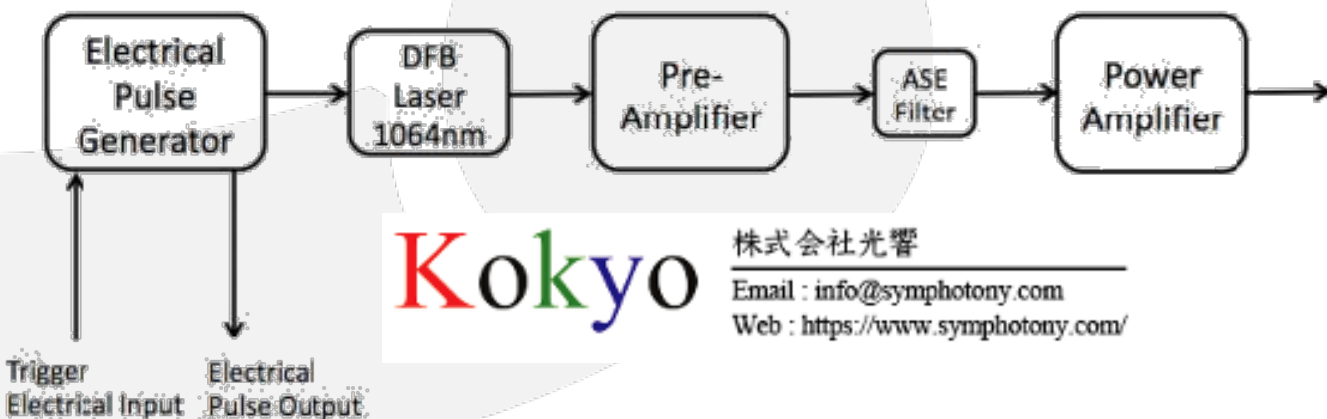 Electrical
Pulse
Generator
DFB
Laser
1064nm
Pre-
Amplifier
ASE
Filter
Power
Amplifier
Kokyo
株式会社光響
Email : info@symphotony.com
Web : https://www.symphotony.com/
Trigger
Electrical Input
Electrical
Pulse Output